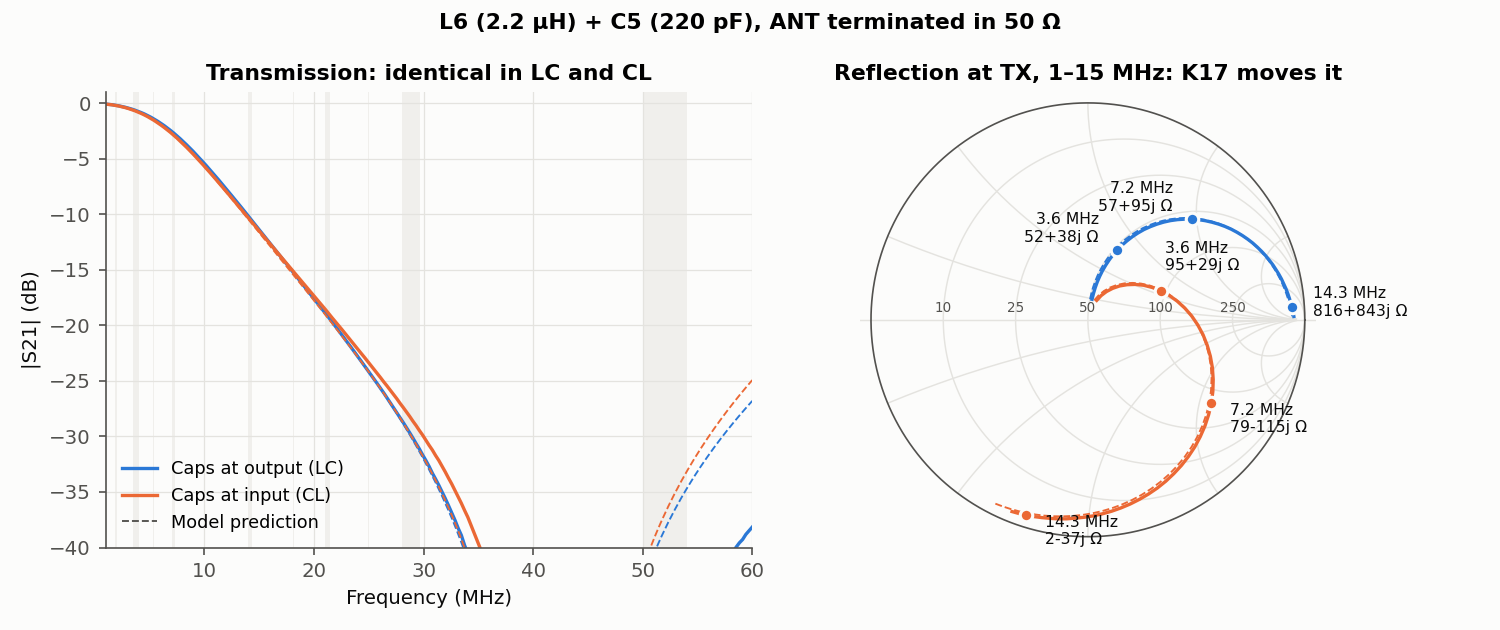 L6 (2.2 μH) + C5 (220 pF), ANT terminated in 50 Ω
Transmission: identical in LC and CL
0
−5
−10
−15
−20
−25
−30
−35
−40
|S21| (dB)
Caps at output (LC)
Caps at input (CL)
Model prediction
10
20
30
40
50
60
Frequency (MHz)
Reflection at TX, 1–15 MHz: K17 moves it
7.2 MHz
57+95j Ω
3.6 MHz
52+38j Ω
3.6 MHz
95+29j Ω
14.3 MHz
816+843j Ω
10
25
50
100
250
7.2 MHz
79-115j Ω
14.3 MHz
2-37j Ω